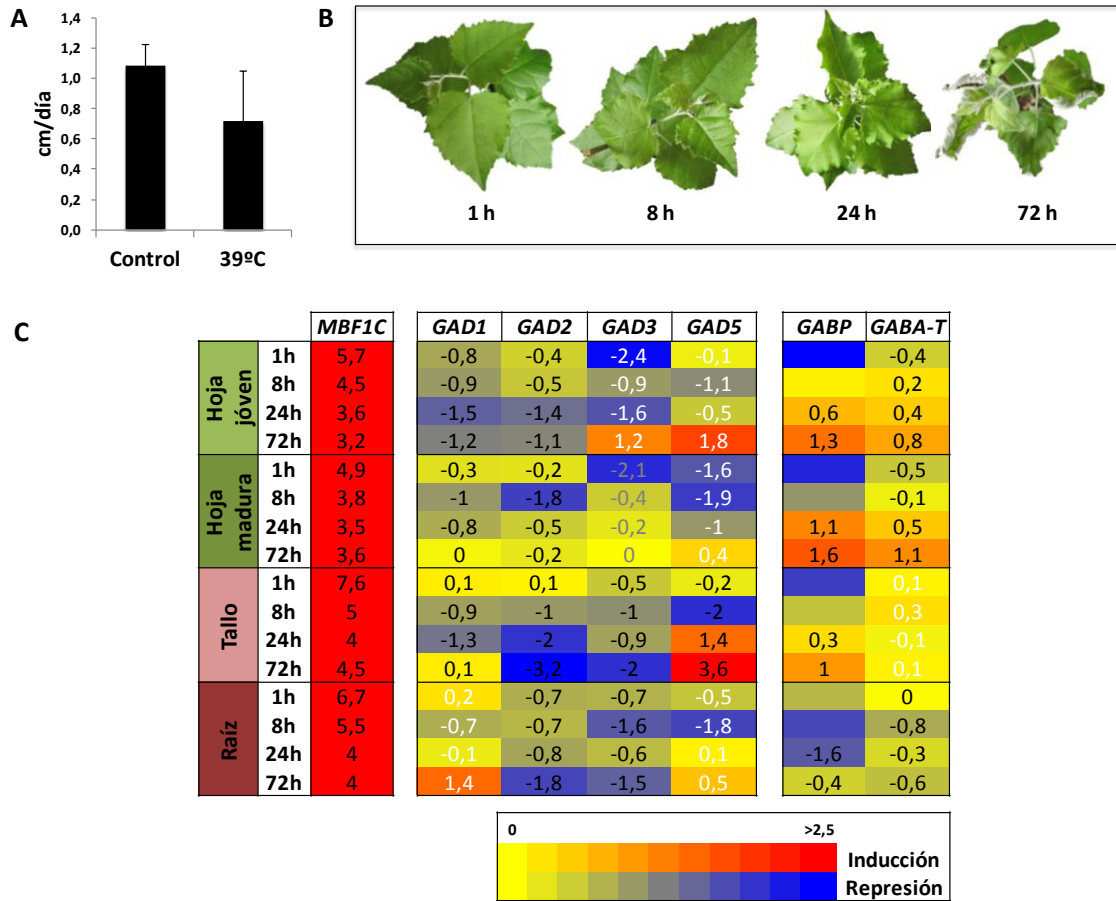 A
1,4
1,2
1,0
0,8
0,6
0,4
0,2
0,0
cm/día
Control 39ºC
B
1 h 8 h 24 h 72 h
C
MBF1C GAD1 GAD2 GAD3 GAD5 GABP GABA-T
Hoja jóven
1h 5,7 -0,8 -0,4 -2,4 -0,1 -0,4
8h 4,5 -0,9 -0,5 -0,9 -1,1 0,2
24h 3,6 -1,5 -1,4 -1,6 -0,5 0,6 0,4
72h 3,2 -1,2 -1,1 1,2 1,8 1,3 0,8
Hoja madura
1h 4,9 -0,3 -0,2 -2,1 -1,6 -0,5
8h 3,8 -1 -1,8 -0,4 -1,9 -0,1
24h 3,5 -0,8 -0,5 -0,2 -1 1,1 0,5
72h 3,6 0 -0,2 0 0,4 1,6 1,1
Tallo
1h 7,6 0,1 0,1 -0,5 -0,2 0,1
8h 5 -0,9 -1 -1 -2 0,3
24h 4 -1,3 -2 -0,9 1,4 0,3 -0,1
72h 4,5 0,1 -3,2 -2 3,6 1 0,1
Raíz
1h 6,7 0,2 -0,7 -0,7 -0,5 0
8h 5,5 -0,7 -0,7 -1,6 -1,8 -0,8
24h 4 -0,1 -0,8 -0,6 0,1 -1,6 -0,3
72h 4 1,4 -1,8 -1,5 0,5 -0,4 -0,6
0 >2,5
Inducción
Represión